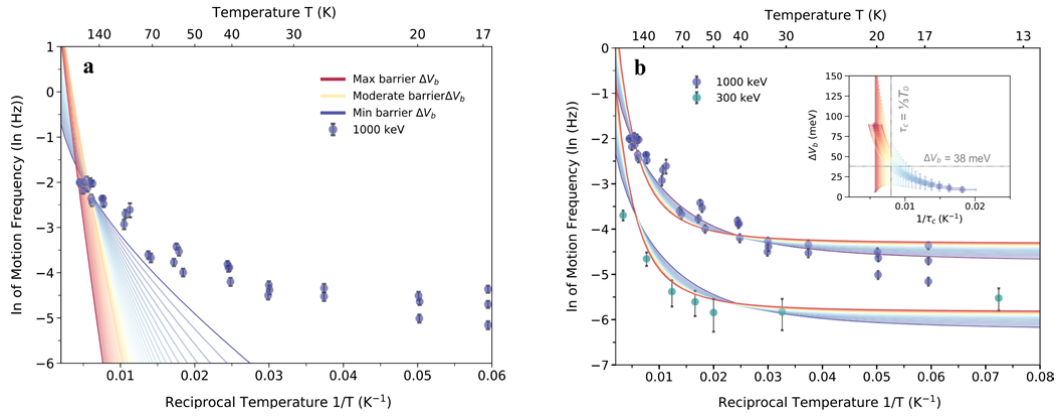 Temperature T (K)
140 70 50 40 30 20 17
a
Max barrier ΔV_b
Moderate barrierΔV_b
Min barrier ΔV_b
1000 keV
ln of Motion Frequency (ln (Hz))
1
0
−1
−2
−3
−4
−5
−6
0.01 0.02 0.03 0.04 0.05 0.06
Reciprocal Temperature 1/T (K⁻¹)
Temperature T (K)
140 70 50 40 30 20 17 13
b
1000 keV
300 keV
ln of Motion Frequency (ln (Hz))
0
−1
−2
−3
−4
−5
−6
−7
0.01 0.02 0.03 0.04 0.05 0.06 0.07 0.08
Reciprocal Temperature 1/T (K⁻¹)
ΔV_b (meV)
150
125
100
75
50
25
0
τ_c = ⅓T_D
ΔV_b = 38 meV
0.01 0.02
1/τ_c (K⁻¹)